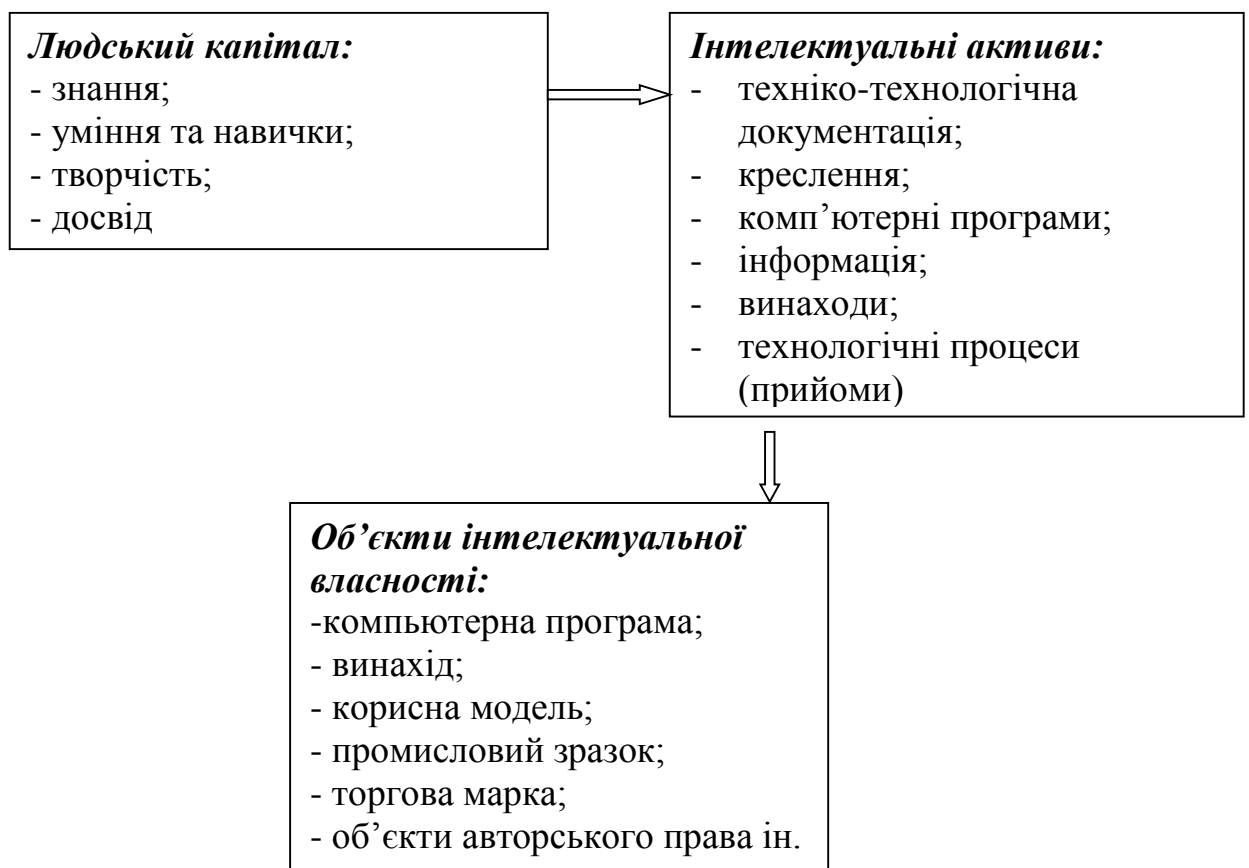 Людський капітал:
- знання;
- уміння та навички;
- творчість;
- досвід
Інтелектуальні активи:
- техніко-технологічна
документація;
- креслення;
- комп’ютерні програми;
- інформація;
- винаходи;
- технологічні процеси
(прийоми)
Об’єкти інтелектуальної
власності:
-компьютерна програма;
- винахід;
- корисна модель;
- промисловий зразок;
- торгова марка;
- об’єкти авторського права ін.